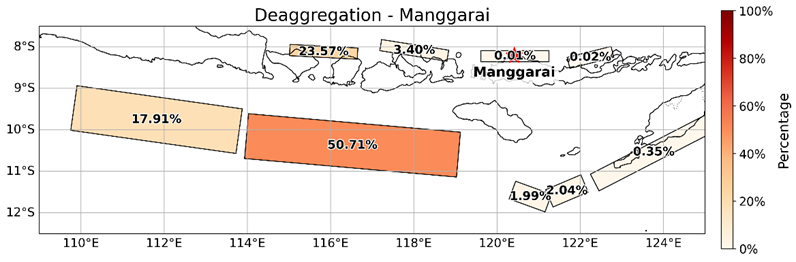 Deaggregation - Manggarai
100%
80%
60%
40%
20%
0%
Percentage
8°S
9°S
10°S
11°S
12°S
23.57%
3.40%
0.01%
0.02%
Manggarai
17.91%
50.71%
0.35%
1.99%
2.04%
110°E
112°E
114°E
116°E
118°E
120°E
122°E
124°E